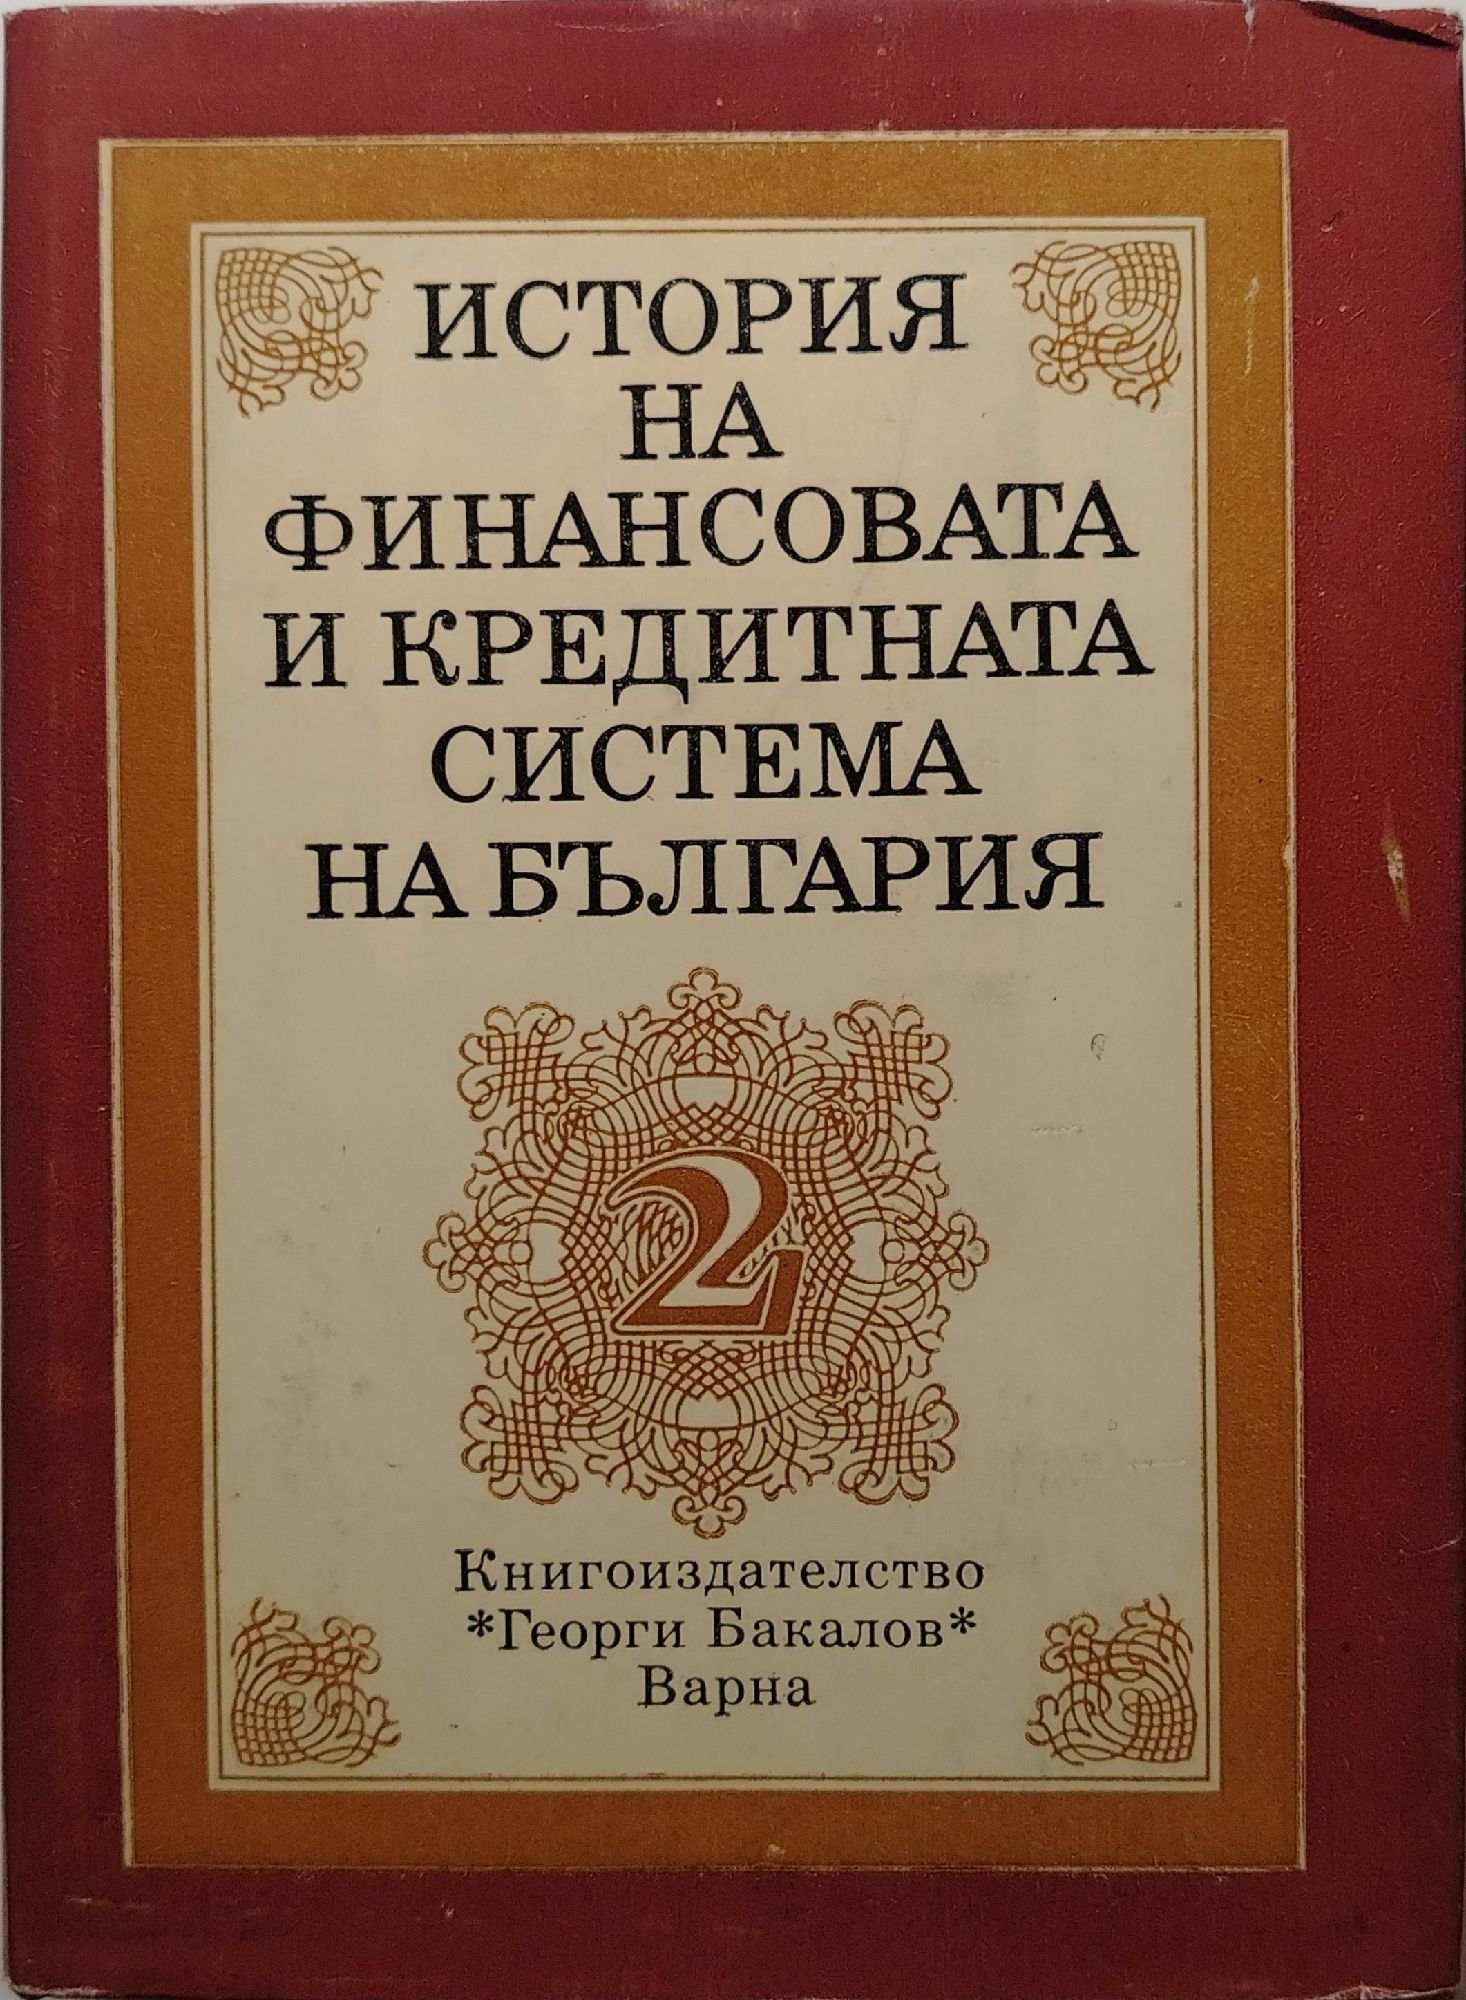 ИСТОРИЯ
НА
ФИНАНСОВАТА
И КРЕДИТНАТА
СИСТЕМА
НА БЪЛГАРИЯ
2
Книгоиздателство
*Георги Бакалов*
Варна